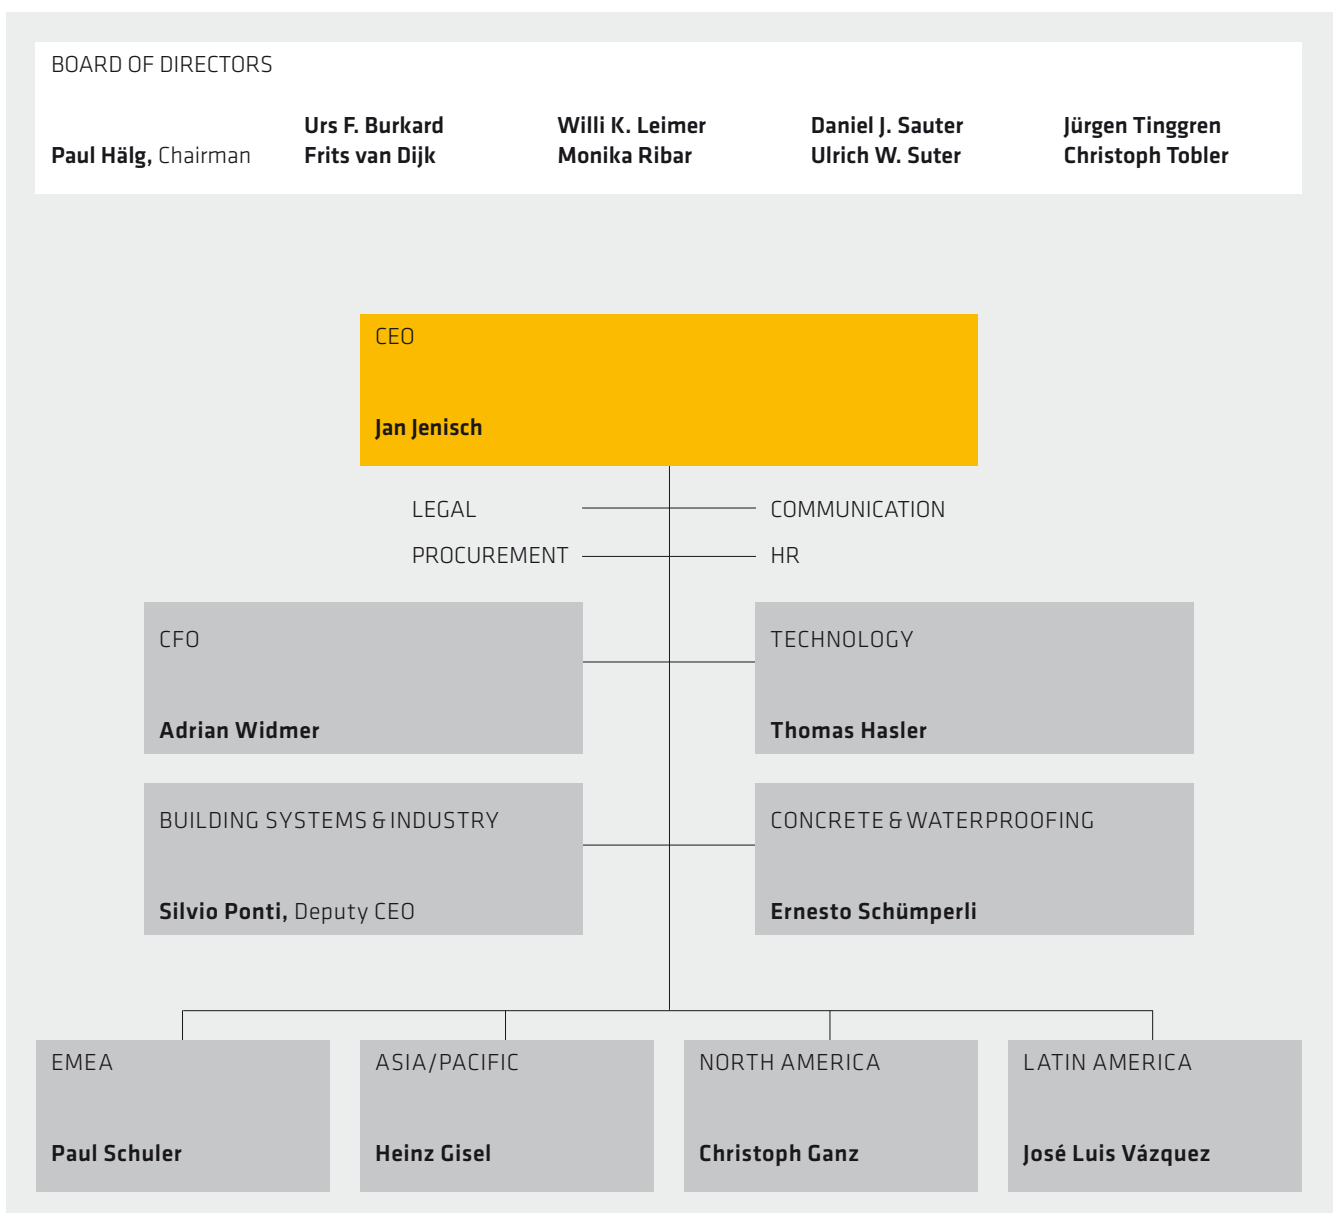 BOARD OF DIRECTORS
Paul Hälg, Chairman
Urs F. Burkard
Frits van Dijk
Willi K. Leimer
Monika Ribar
Daniel J. Sauter
Ulrich W. Suter
Jürgen Tinggren
Christoph Tobler
CEO
Jan Jenisch
LEGAL
COMMUNICATION
PROCUREMENT
HR
CFO
Adrian Widmer
TECHNOLOGY
Thomas Hasler
BUILDING SYSTEMS & INDUSTRY
Silvio Ponti, Deputy CEO
CONCRETE & WATERPROOFING
Ernesto Schümperli
EMEA
Paul Schuler
ASIA/PACIFIC
Heinz Gisel
NORTH AMERICA
Christoph Ganz
LATIN AMERICA
José Luis Vázquez